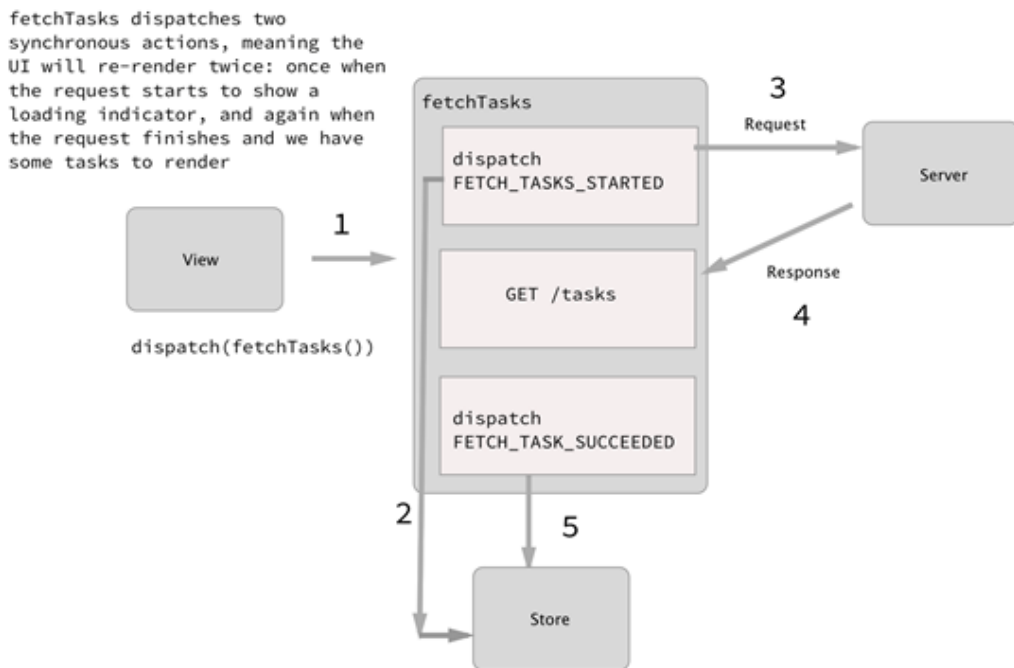 fetchTasks dispatches two
synchronous actions, meaning the
UI will re-render twice: once when
the request starts to show a
loading indicator, and again when
the request finishes and we have
some tasks to render
View
dispatch(fetchTasks())
1
fetchTasks
dispatch
FETCH_TASKS_STARTED
GET /tasks
dispatch
FETCH_TASK_SUCCEEDED
2
3
Request
Server
Response
4
5
Store